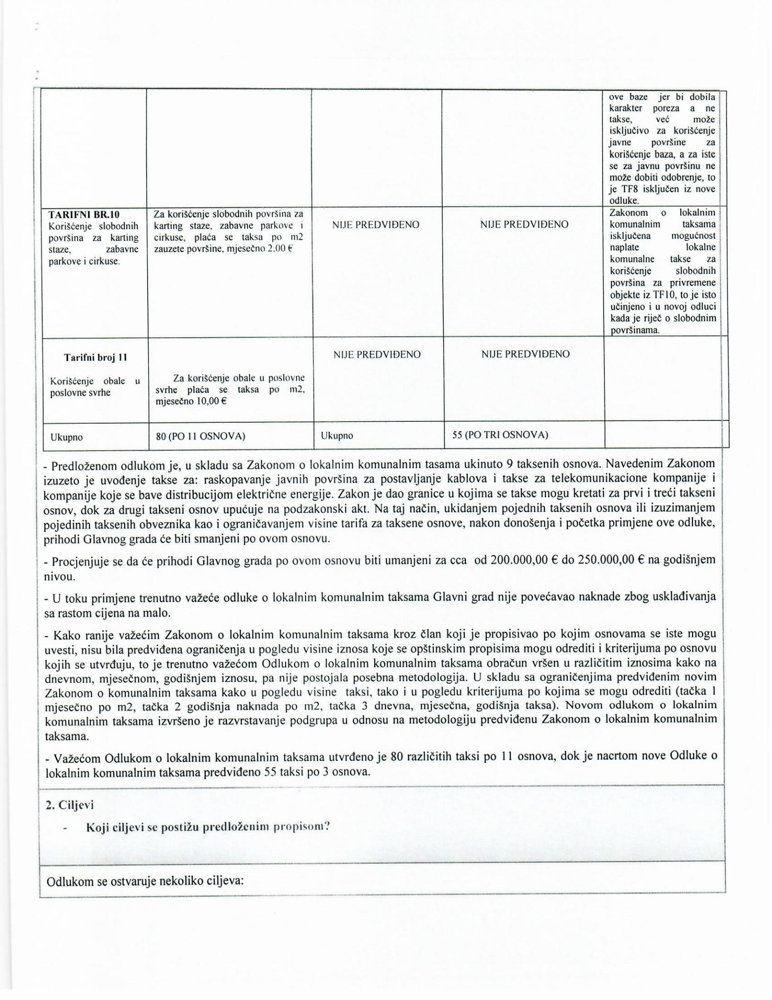 ove baze jer bi dobila
karakter poreza a ne
takse, već može
isključivo za korišćenje
javne površine za
korišćenje baza, a za iste
se za javnu površinu ne
može dobiti odobrenje, to
je TF8 isključen iz nove
odluke.
TARIFNI BR.10
Korišćenje slobodnih
površina za karting
staze, zabavne
parkove i cirkuse.
Za korišćenje slobodnih površina za
karting staze, zabavne parkove i
cirkuse, plaća se taksa po m2
zauzete površine, mjesečno 2.00 €
NIJE PREDVIĐENO
NIJE PREDVIĐENO
Zakonom o lokalnim
komunalnim taksama
isključena mogućnost
naplate lokalne
komunalne takse za
korišćenje slobodnih
površina za privremene
objekte iz TF10, to je isto
učinjeno i u novoj odluci
kada je riječ o slobodnim
površinama.
Tarifni broj 11
Korišćenje obale u
poslovne svrhe
Za korišćenje obale u poslovne
svrhe plaća se taksa po m2,
mjesečno 10,00 €
NIJE PREDVIĐENO
NIJE PREDVIĐENO
Ukupno
80 (PO 11 OSNOVA)
Ukupno
55 (PO TRI OSNOVA)
- Predloženom odlukom je, u skladu sa Zakonom o lokalnim komunalnim tasama ukinuto 9 taksenih osnova. Navedenim Zakonom
izuzeto je uvođenje takse za: raskopavanje javnih površina za postavljanje kablova i takse za telekomunikacione kompanije i
kompanije koje se bave distribucijom električne energije. Zakon je dao granice u kojima se takse mogu kretati za prvi i treći takseni
osnov, dok za drugi takseni osnov upućuje na podzakonski akt. Na taj način, ukidanjem pojednih taksenih osnova ili izuzimanjem
pojedinih taksenih obveznika kao i ograničavanjem visine tarifa za taksene osnove, nakon donošenja i početka primjene ove odluke,
prihodi Glavnog grada će biti smanjeni po ovom osnovu.
- Procjenjuje se da će prihodi Glavnog grada po ovom osnovu biti umanjeni za cca od 200.000,00 € do 250.000,00 € na godišnjem
nivou.
- U toku primjene trenutno važeće odluke o lokalnim komunalnim taksama Glavni grad nije povećavao naknade zbog usklađivanja
sa rastom cijena na malo.
- Kako ranije važećim Zakonom o lokalnim komunalnim taksama kroz član koji je propisivao po kojim osnovama se iste mogu
uvesti, nisu bila predviđena ograničenja u pogledu visine iznosa koje se opštinskim propisima mogu odrediti i kriterijuma po osnovu
kojih se utvrđuju, to je trenutno važećom Odlukom o lokalnim komunalnim taksama obračun vršen u različitim iznosima kako na
dnevnom, mjesečnom, godišnjem iznosu, pa nije postojala posebna metodologija. U skladu sa ograničenjima predviđenim novim
Zakonom o komunalnim taksama kako u pogledu visine taksi, tako i u pogledu kriterijuma po kojima se mogu odrediti (tačka 1
mjesečno po m2, tačka 2 godišnja naknada po m2, tačka 3 dnevna, mjesečna, godišnja taksa). Novom odlukom o lokalnim
komunalnim taksama izvršeno je razvrstavanje podgrupa u odnosu na metodologiju predviđenu Zakonom o lokalnim komunalnim
taksama.
- Važećom Odlukom o lokalnim komunalnim taksama utvrđeno je 80 različitih taksi po 11 osnova, dok je nacrtom nove Odluke o
lokalnim komunalnim taksama predviđeno 55 taksi po 3 osnova.
2. Ciljevi
- Koji ciljevi se postižu predloženim propisom?
Odlukom se ostvaruje nekoliko ciljeva: